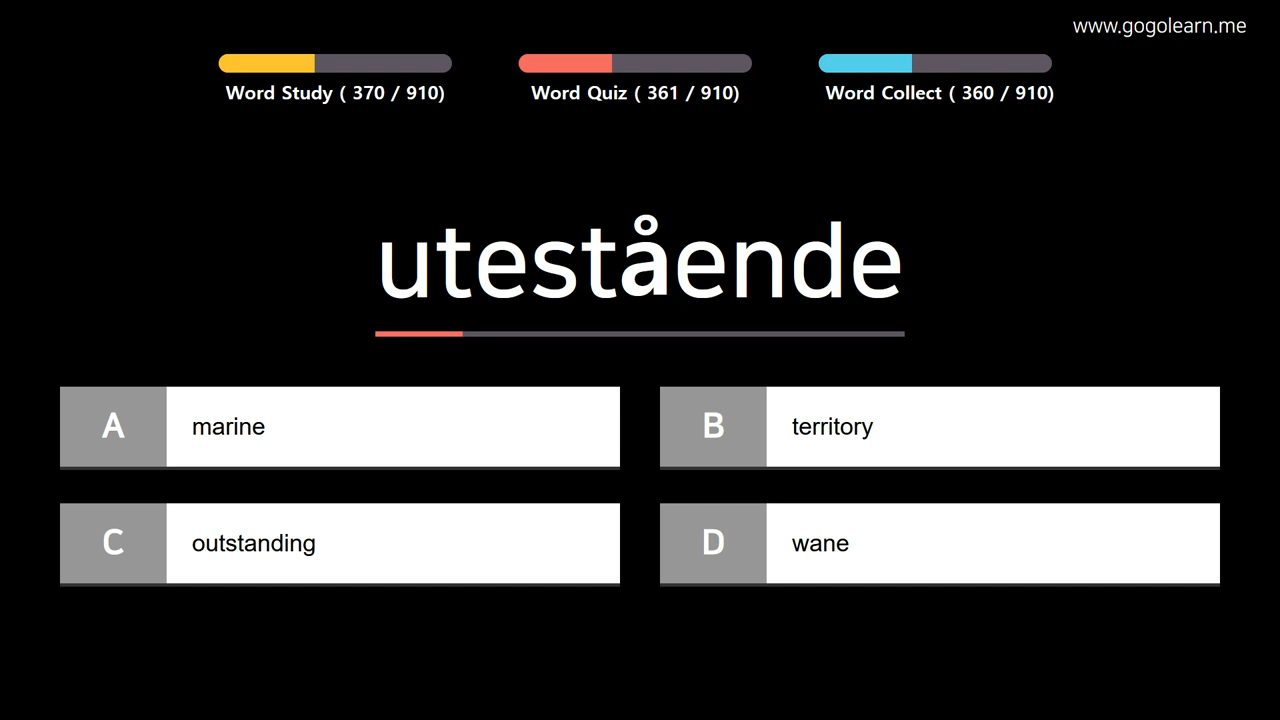 www.gogolearn.me
Word Study ( 370 / 910)
Word Quiz ( 361 / 910)
Word Collect ( 360 / 910)
utestående
A marine
B territory
C outstanding
D wane